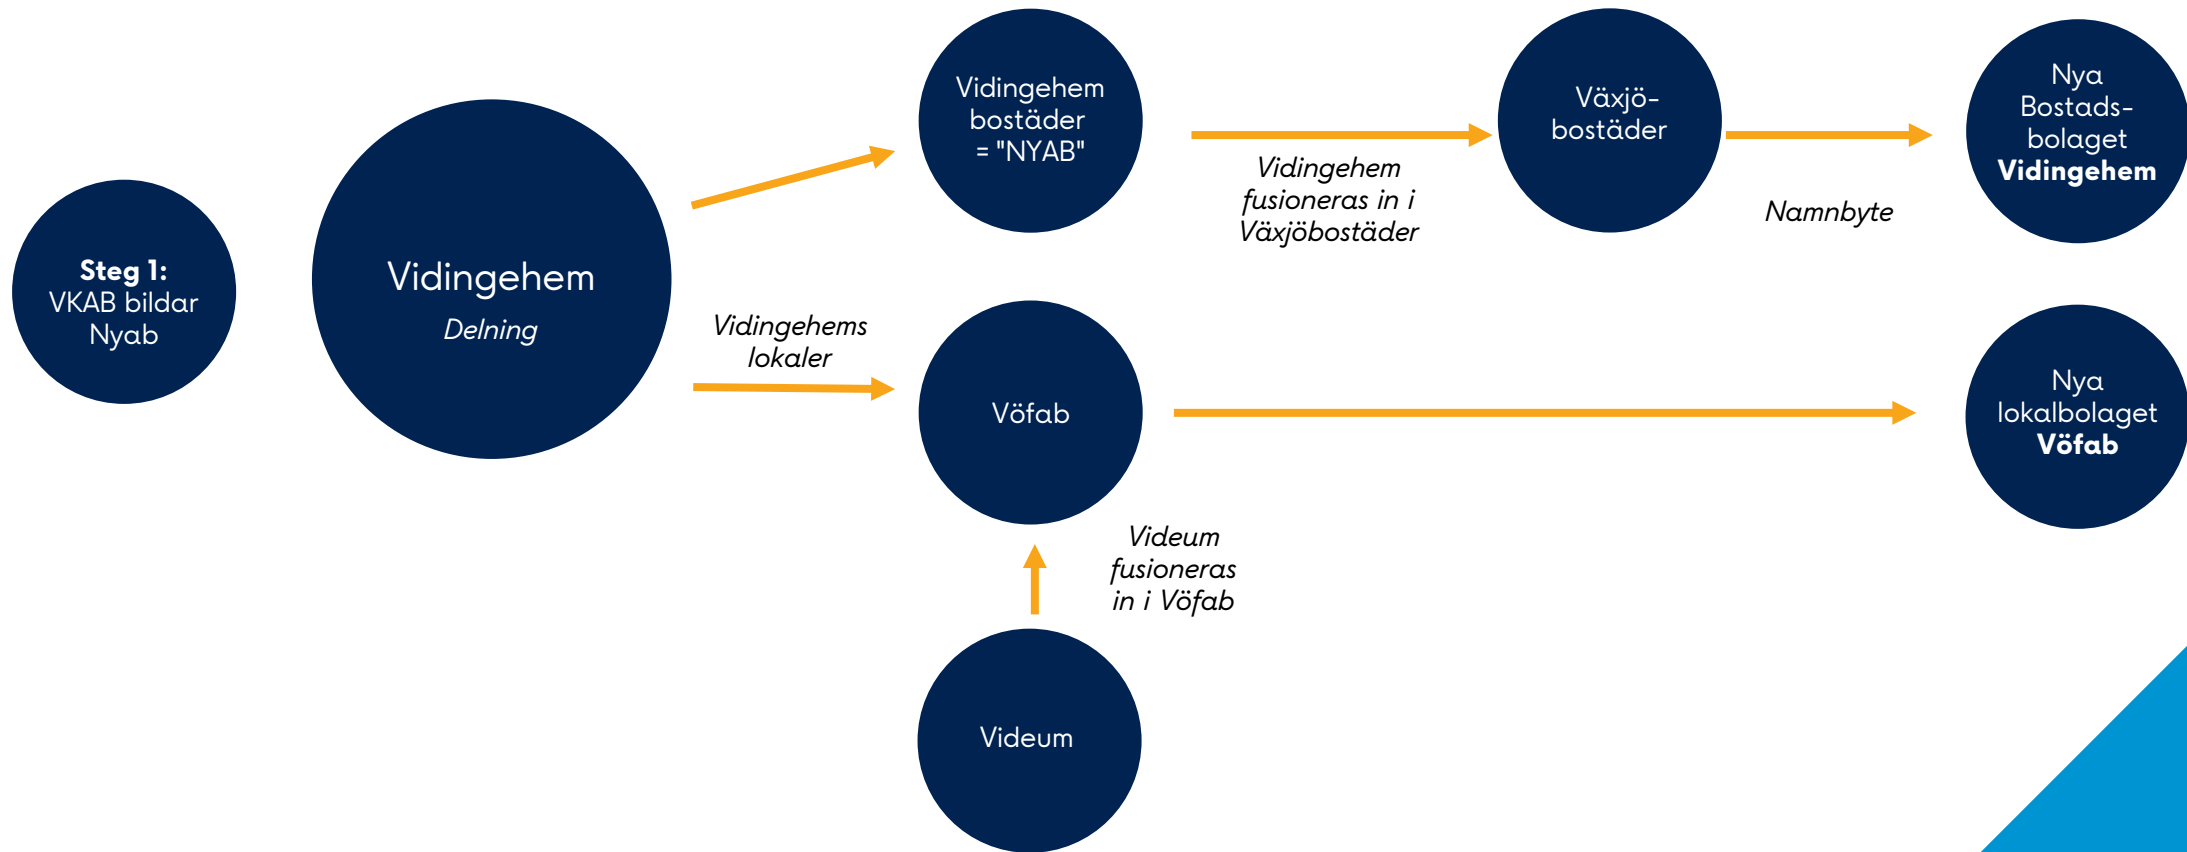 Steg 1:
VKAB bildar
Nyab
Vidingehem
Delning
Vidingehem
bostäder
= "NYAB"
Vidingehem
fusioneras in i
Växjöbostäder
Växjö-
bostäder
Namnbyte
Nya
Bostads-
bolaget
Vidingehem
Vidingehems
lokaler
Vöfab
Nya
lokalbolaget
Vöfab
Videum
fusioneras
in i Vöfab
Videum